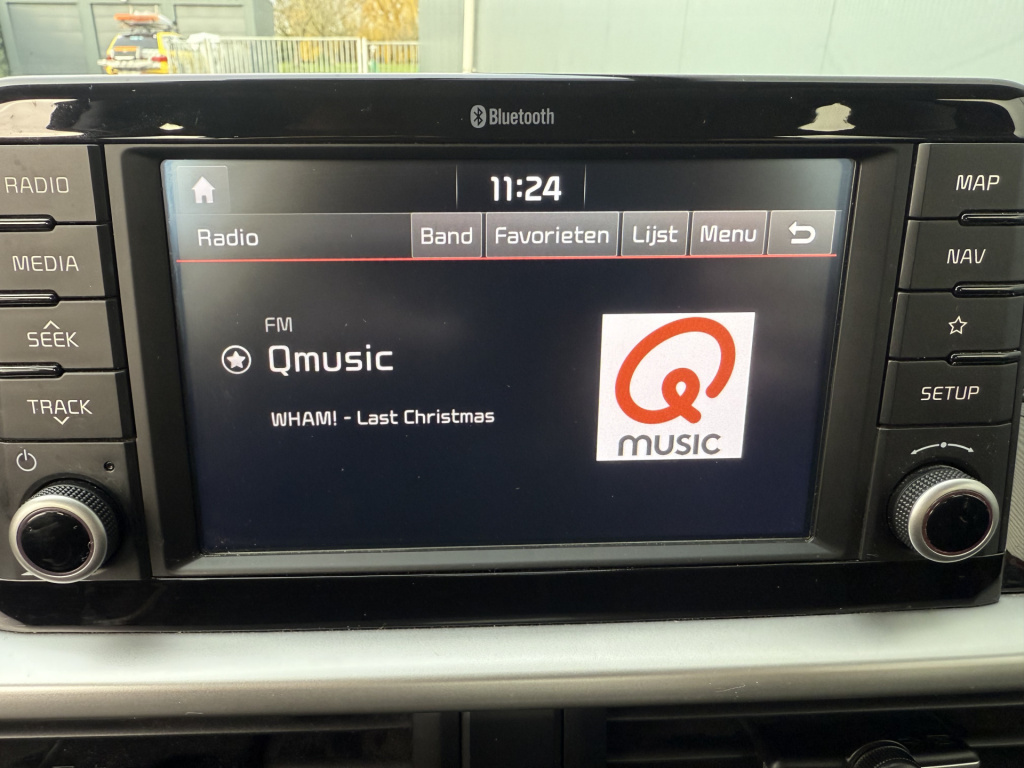 Bluetooth
RADIO
MEDIA
SEEK
TRACK
11:24
Radio
Band
Favorieten
Lijst
Menu
FM
Qmusic
WHAM! - Last Christmas
MUSIC
MAP
NAV
SETUP